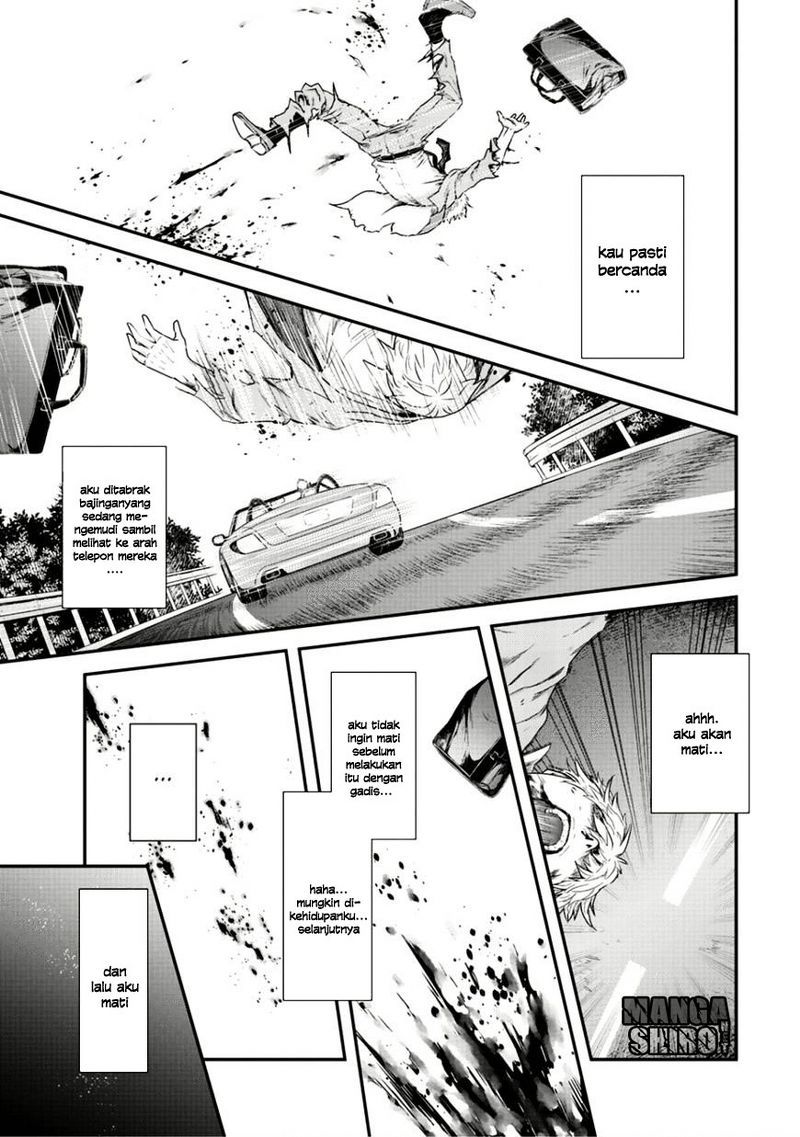 kau pasti
bercanda
...
aku ditabrak
bajinganyang
sedang me-
ngemudi sambil
melihat ke arah
telepon mereka
....
ahhh.
aku akan
mati...
aku tidak
ingin mati
sebelum
melakukan
itu dengan
gadis...
haha...
mungkin di-
kehidupanku...
selanjutnya
...
dan
lalu aku
mati
MANGA
SHIRO!